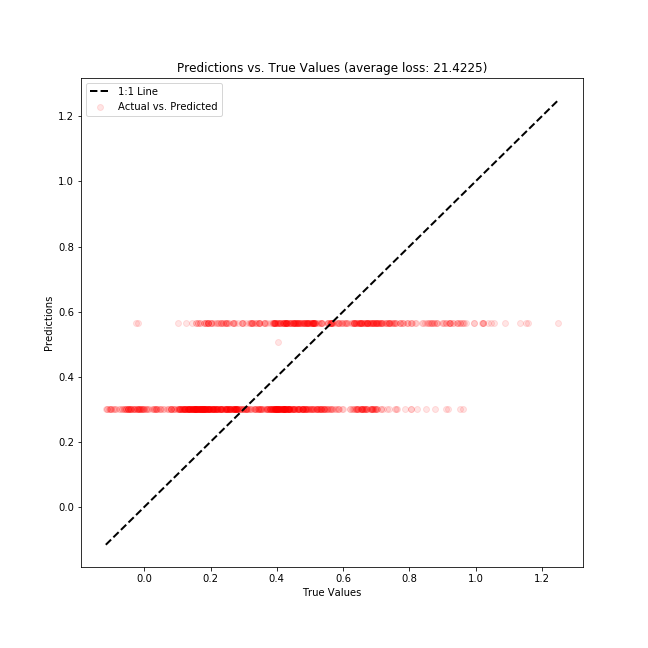 Predictions vs. True Values (average loss: 21.4225)
1:1 Line
Actual vs. Predicted
1.2
1.0
0.8
0.6
0.4
0.2
0.0
Predictions
0.0 0.2 0.4 0.6 0.8 1.0 1.2
True Values